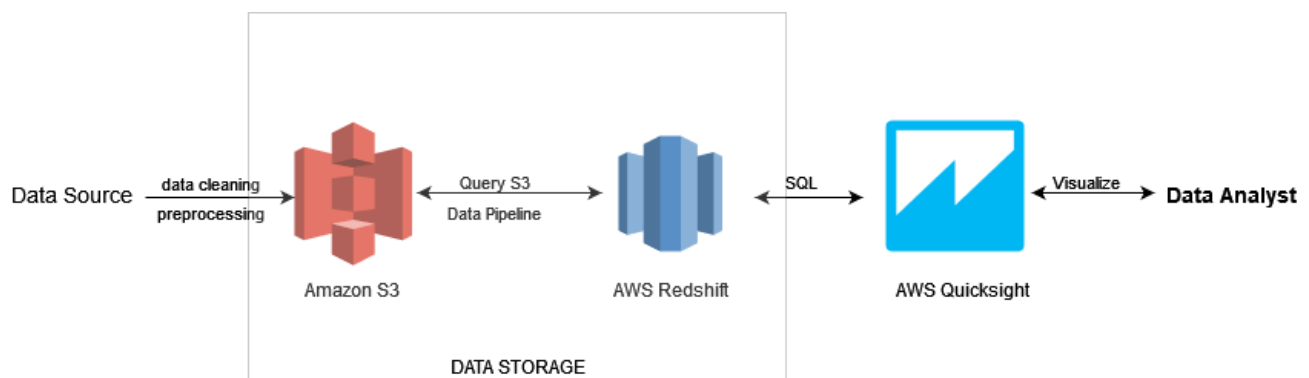 Data Source
data cleaning
preprocessing
Amazon S3
Query S3
Data Pipeline
AWS Redshift
DATA STORAGE
SQL
AWS Quicksight
Visualize
Data Analyst